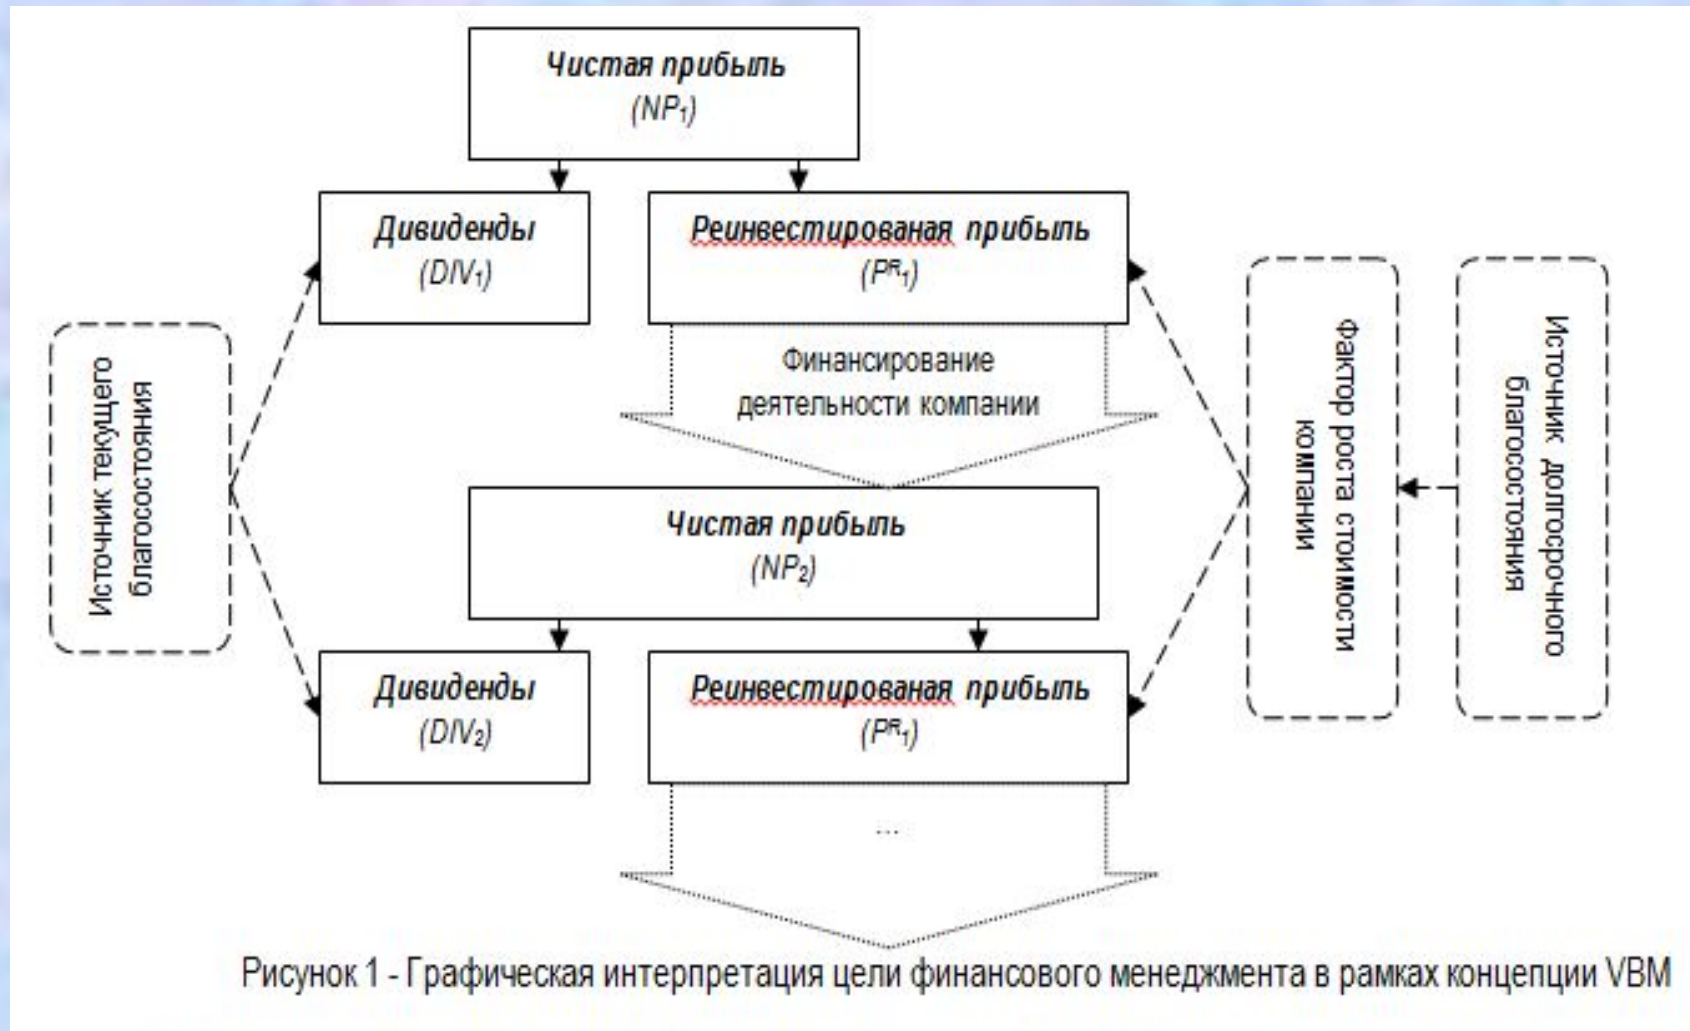 Чистая прибыль
(NP₁)
Дивиденды
(DIV₁)
Реинвестированая прибыль
(Pᴿ₁)
Источник текущего
благосостояния
Финансирование
деятельности компании
Фактор роста стоимости
компании
Источник долгосрочного
благосостояния
Чистая прибыль
(NP₂)
Дивиденды
(DIV₂)
Реинвестированая прибыль
(Pᴿ₁)
...
Рисунок 1 - Графическая интерпретация цели финансового менеджмента в рамках концепции VBM